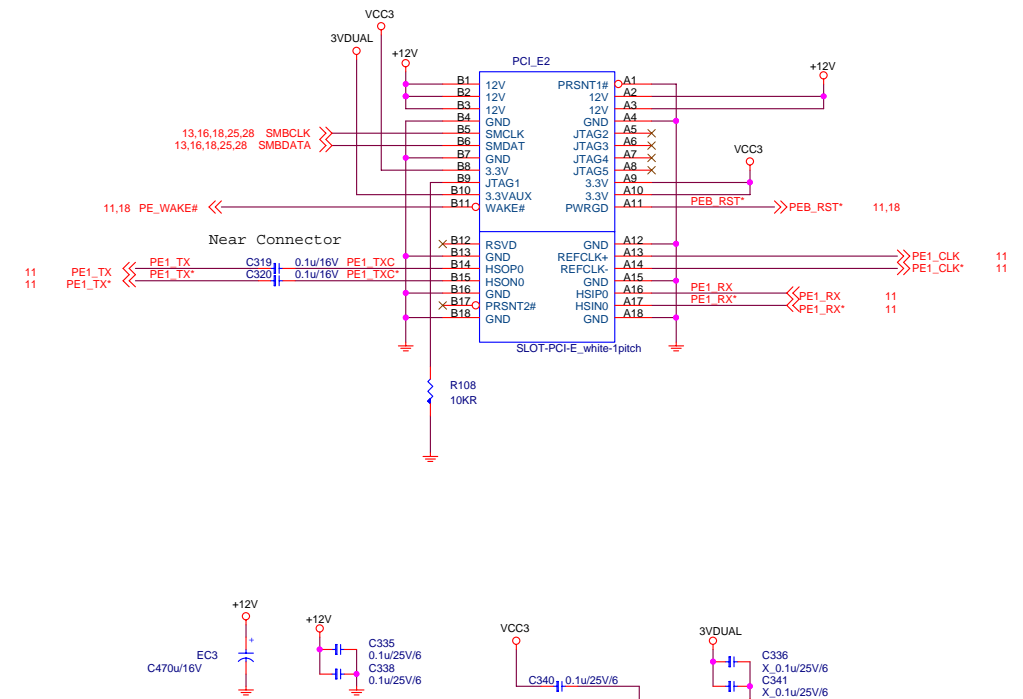 VCC3
3VDUAL
+12V
PCI_E2
+12V
B1 12V PRSNT1# A1
B2 12V 12V A2
B3 12V 12V A3
B4 GND GND A4
13,16,18,25,28 SMBCLK B5 SMCLK JTAG2 A5
13,16,18,25,28 SMBDATA B6 SMDAT JTAG3 A6
B7 GND JTAG4 A7
VCC3
B8 3.3V JTAG5 A8
B9 JTAG1 3.3V A9
B10 3.3VAUX 3.3V A10
11,18 PE_WAKE# B11 WAKE# PWRGD A11 PEB_RST* PEB_RST* 11,18
Near Connector
B12 RSVD GND A12
B13 GND REFCLK+ A13 PE1_CLK 11
11 PE1_TX PE1_TX C319 0.1u/16V PE1_TXC B14 HSOP0 REFCLK- A14 PE1_CLK* 11
11 PE1_TX* PE1_TX* C320 0.1u/16V PE1_TXC* B15 HSON0 GND A15
B16 GND HSIP0 A16 PE1_RX PE1_RX 11
B17 PRSNT2# HSIN0 A17 PE1_RX* PE1_RX* 11
B18 GND GND A18
SLOT-PCI-E_white-1pitch
R108
10KR
+12V
+12V
VCC3
3VDUAL
+
EC3
C470u/16V
C335
0.1u/25V/6
C338
0.1u/25V/6
C340 0.1u/25V/6
C336
X_0.1u/25V/6
C341
X_0.1u/25V/6